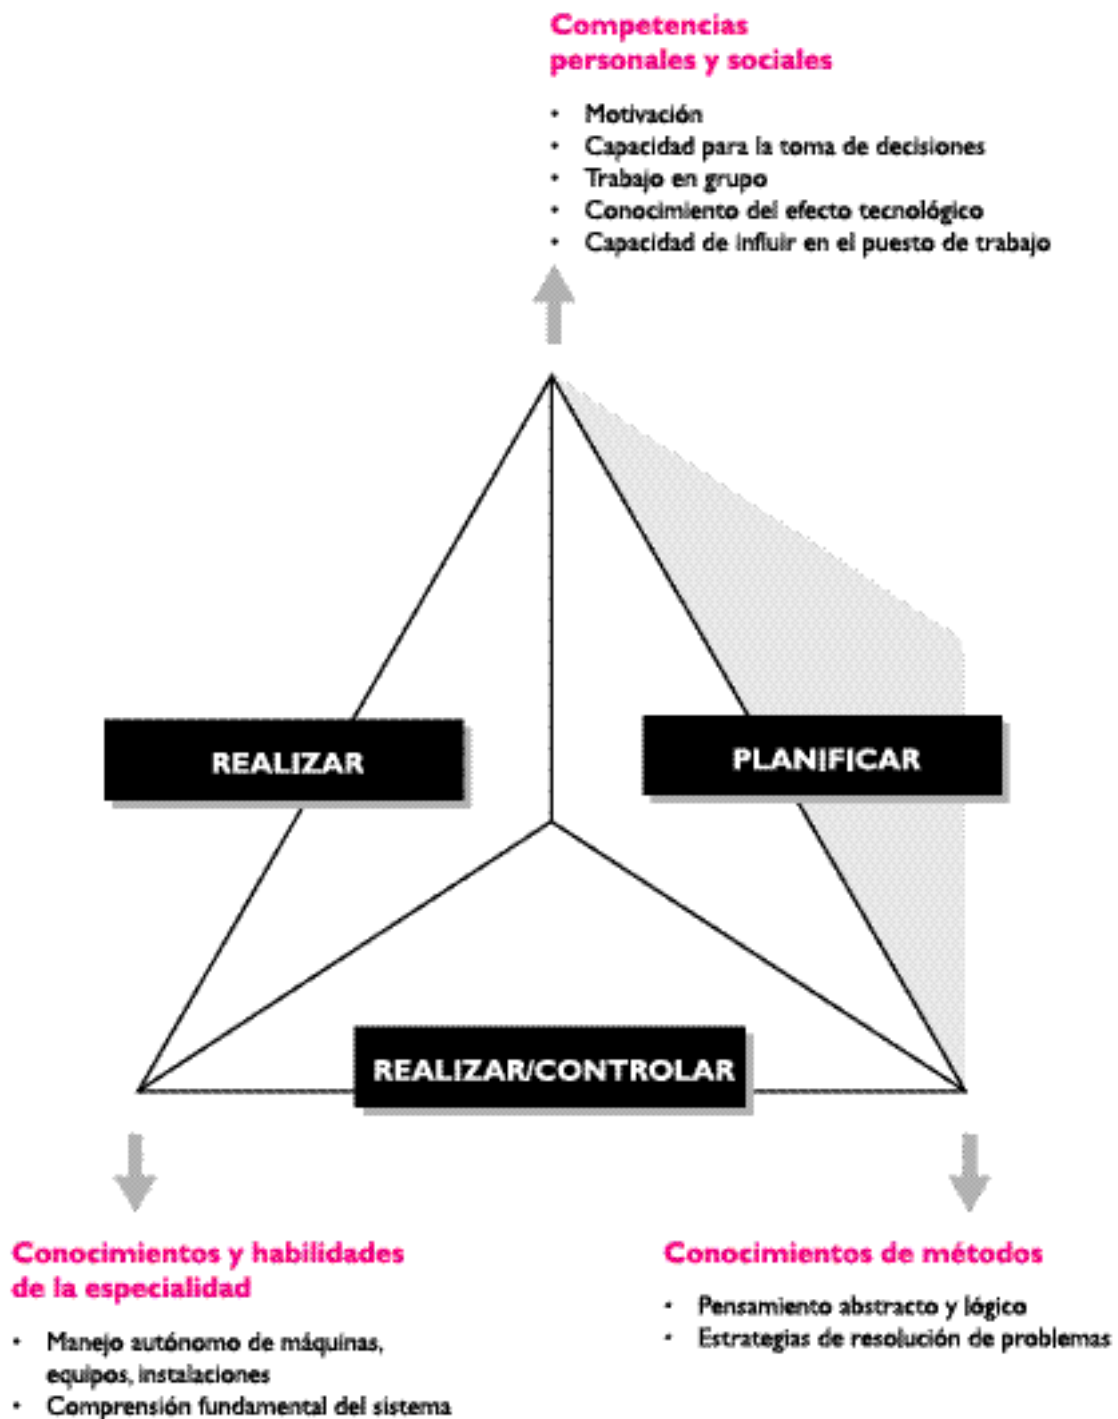 Competencias
personales y sociales
• Motivación
• Capacidad para la toma de decisiones
• Trabajo en grupo
• Conocimiento del efecto tecnológico
• Capacidad de influir en el puesto de trabajo
REALIZAR
PLANIFICAR
REALIZAR/CONTROLAR
Conocimientos y habilidades
de la especialidad
• Manejo autónomo de máquinas,
equipos, instalaciones
• Comprensión fundamental del sistema
Conocimientos de métodos
• Pensamiento abstracto y lógico
• Estrategias de resolución de problemas